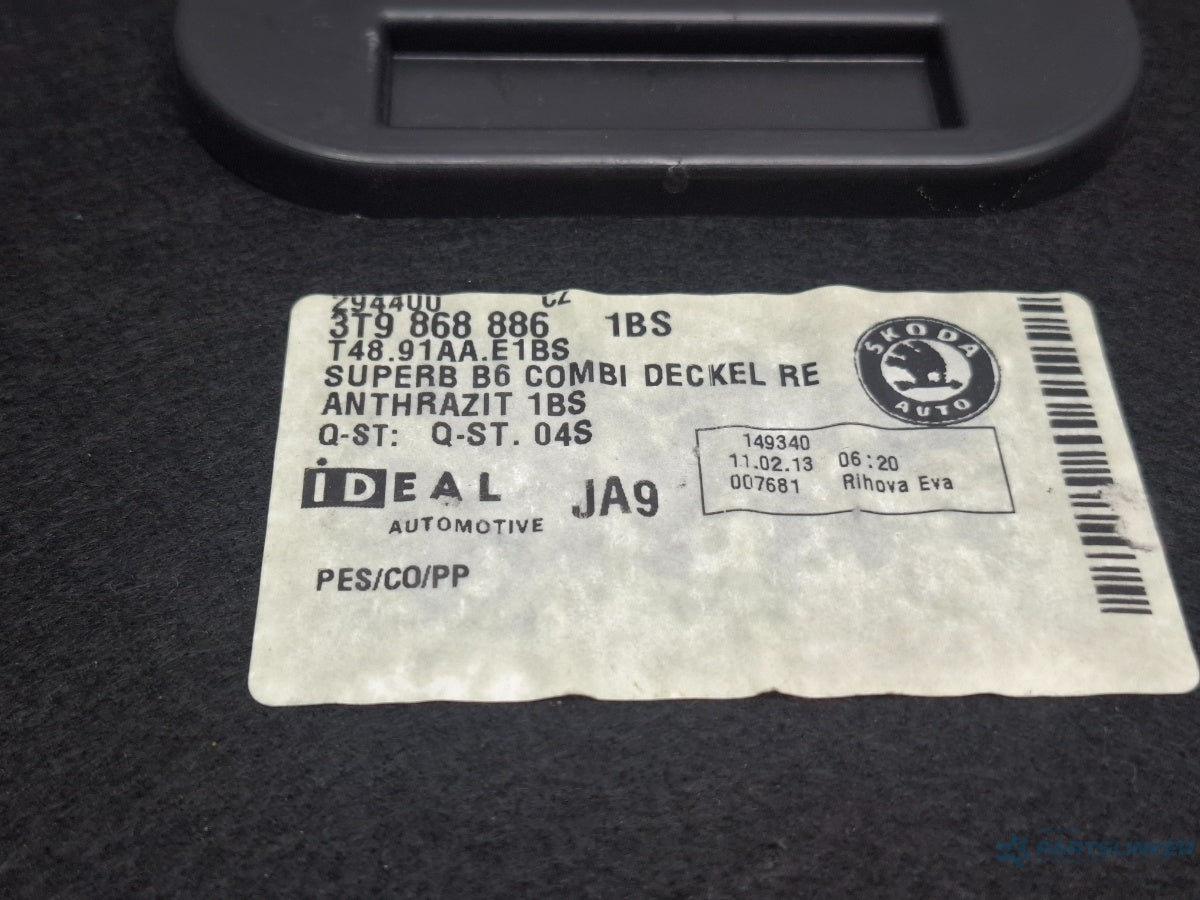 294400 CZ
3T9 868 886 1BS
T48.91AA.E1BS
SUPERB B6 COMBI DECKEL RE
ANTHRAZIT 1BS
Q-ST: Q-ST. 04S
ŠKODA
AUTO
149340
11.02.13 06:20
007681 Rihova Eva
iDEAL
AUTOMOTIVE
JA9
PES/CO/PP